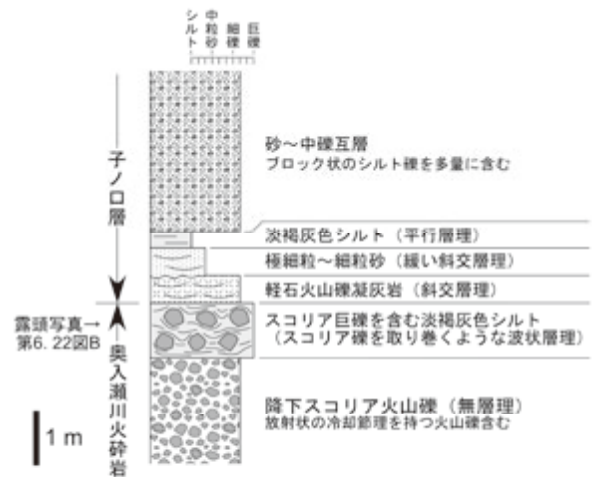 シルト
中粒砂
細礫
巨礫
子ノ口層
砂～中礫互層
ブロック状のシルト礫を多量に含む
淡褐灰色シルト（平行層理）
極細粒～細粒砂（緩い斜交層理）
軽石火山礫凝灰岩（斜交層理）
スコリア巨礫を含む淡褐灰色シルト
（スコリア礫を取り巻くような波状層理）
露頭写真→
第6. 22図B
奥入瀬川火砕岩
降下スコリア火山礫（無層理）
放射状の冷却節理を持つ火山礫含む
1 m